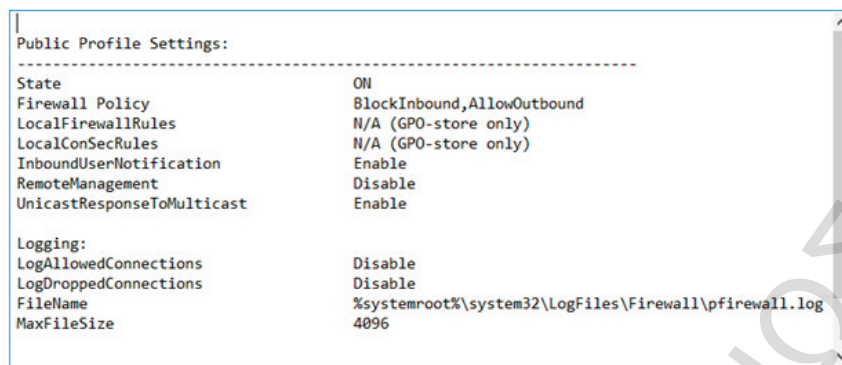 Public Profile Settings:
----------------------------------------------------------------------
State ON
Firewall Policy BlockInbound,AllowOutbound
LocalFirewallRules N/A (GPO-store only)
LocalConSecRules N/A (GPO-store only)
InboundUserNotification Enable
RemoteManagement Disable
UnicastResponseToMulticast Enable
Logging:
LogAllowedConnections Disable
LogDroppedConnections Disable
FileName %systemroot%\system32\LogFiles\Firewall\pfirewall.log
MaxFileSize 4096